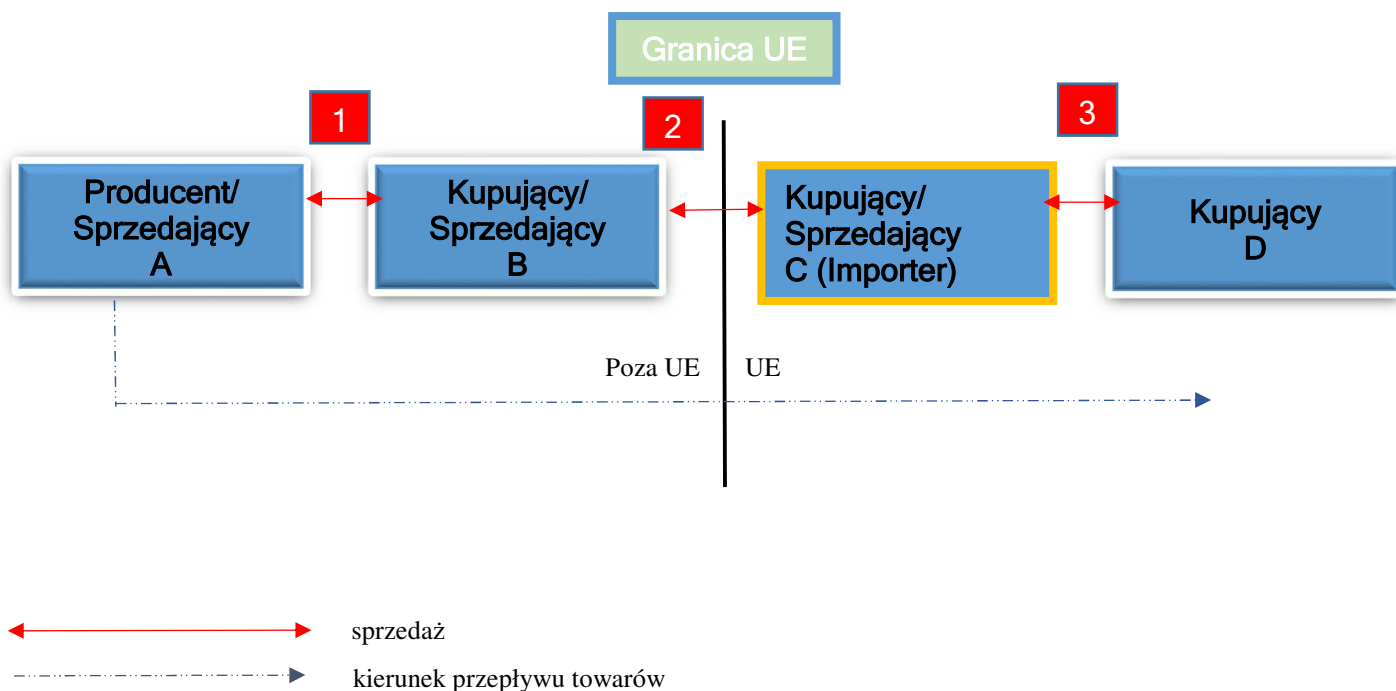 Granica UE
1
2
3
Producent/
Sprzedający
A
Kupujący/
Sprzedający
B
Kupujący/
Sprzedający
C (Importer)
Kupujący
D
Poza UE
UE
sprzedaż
kierunek przepływu towarów